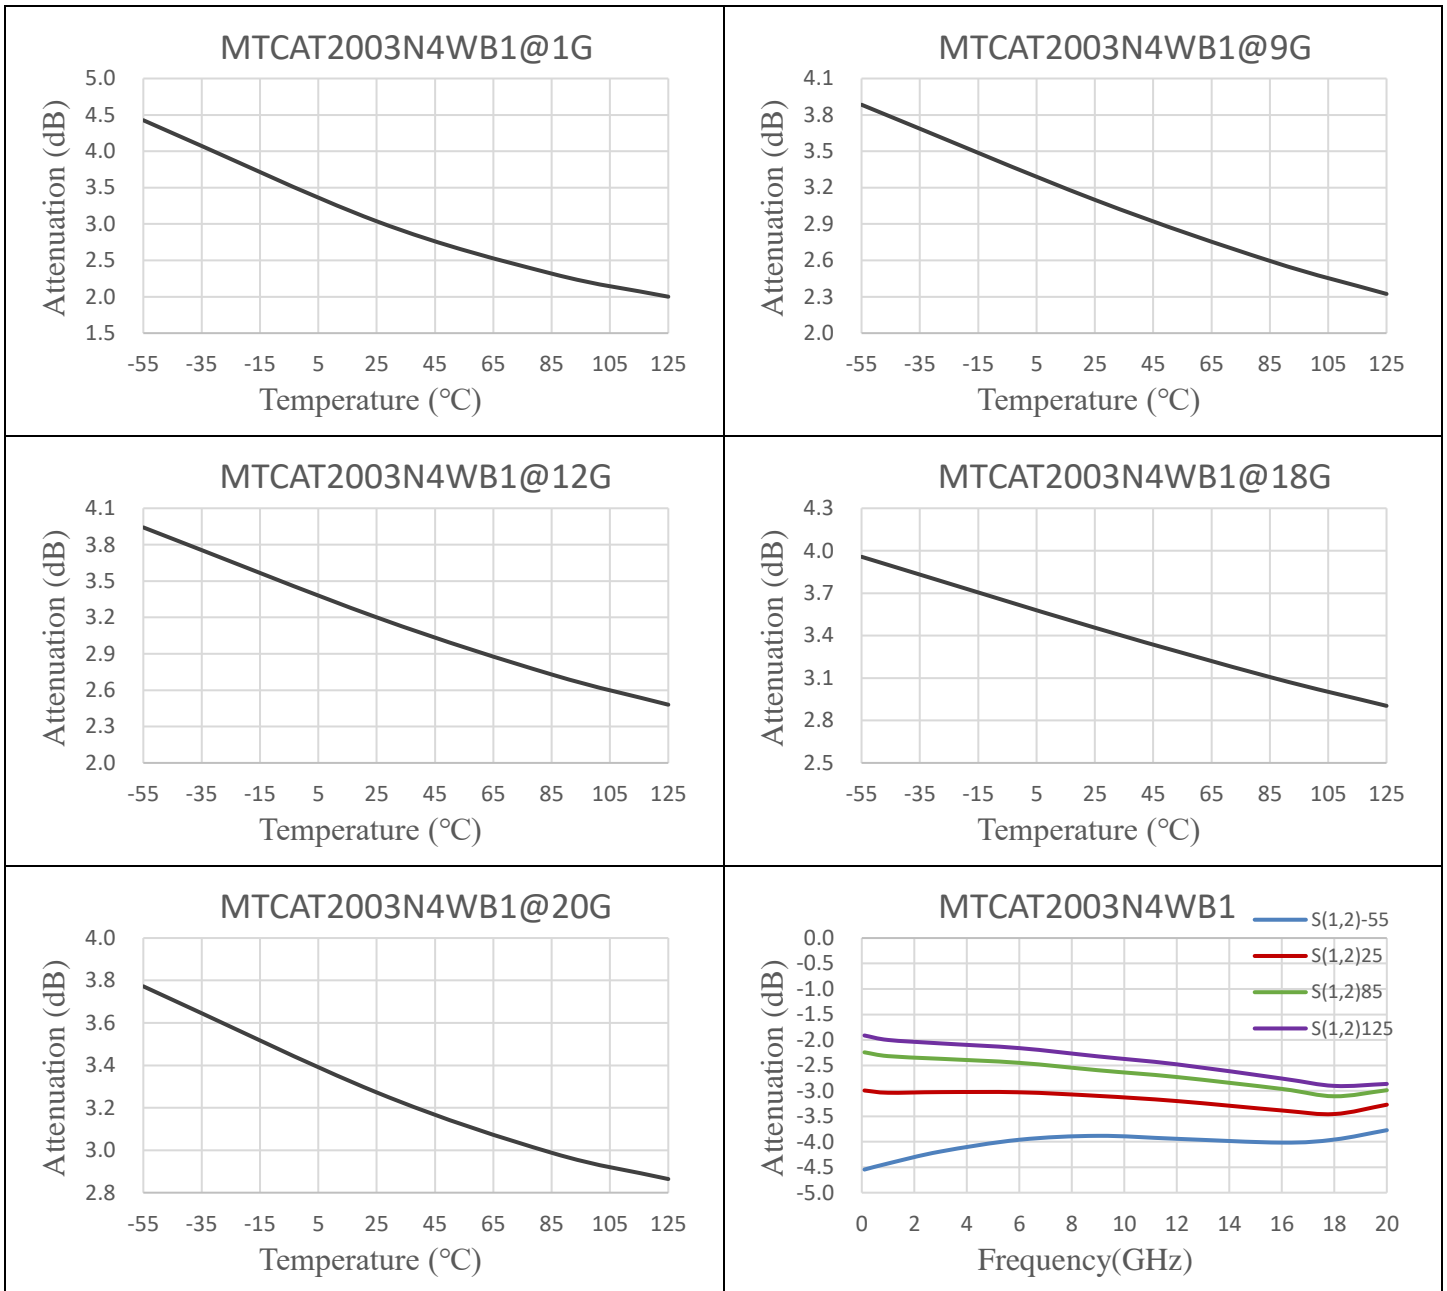 MTCAT2003N4WB1@1G
Attenuation (dB)
5.0
4.5
4.0
3.5
3.0
2.5
2.0
1.5
-55 -35 -15 5 25 45 65 85 105 125
Temperature (℃)
MTCAT2003N4WB1@9G
Attenuation (dB)
4.1
3.8
3.5
3.2
2.9
2.6
2.3
2.0
-55 -35 -15 5 25 45 65 85 105 125
Temperature (℃)
MTCAT2003N4WB1@12G
Attenuation (dB)
4.1
3.8
3.5
3.2
2.9
2.6
2.3
2.0
-55 -35 -15 5 25 45 65 85 105 125
Temperature (℃)
MTCAT2003N4WB1@18G
Attenuation (dB)
4.3
4.0
3.7
3.4
3.1
2.8
2.5
-55 -35 -15 5 25 45 65 85 105 125
Temperature (℃)
MTCAT2003N4WB1@20G
Attenuation (dB)
4.0
3.8
3.6
3.4
3.2
3.0
2.8
-55 -35 -15 5 25 45 65 85 105 125
Temperature (℃)
MTCAT2003N4WB1
S(1,2)-55
S(1,2)25
S(1,2)85
S(1,2)125
Attenuation (dB)
0.0
-0.5
-1.0
-1.5
-2.0
-2.5
-3.0
-3.5
-4.0
-4.5
-5.0
0 2 4 6 8 10 12 14 16 18 20
Frequency(GHz)